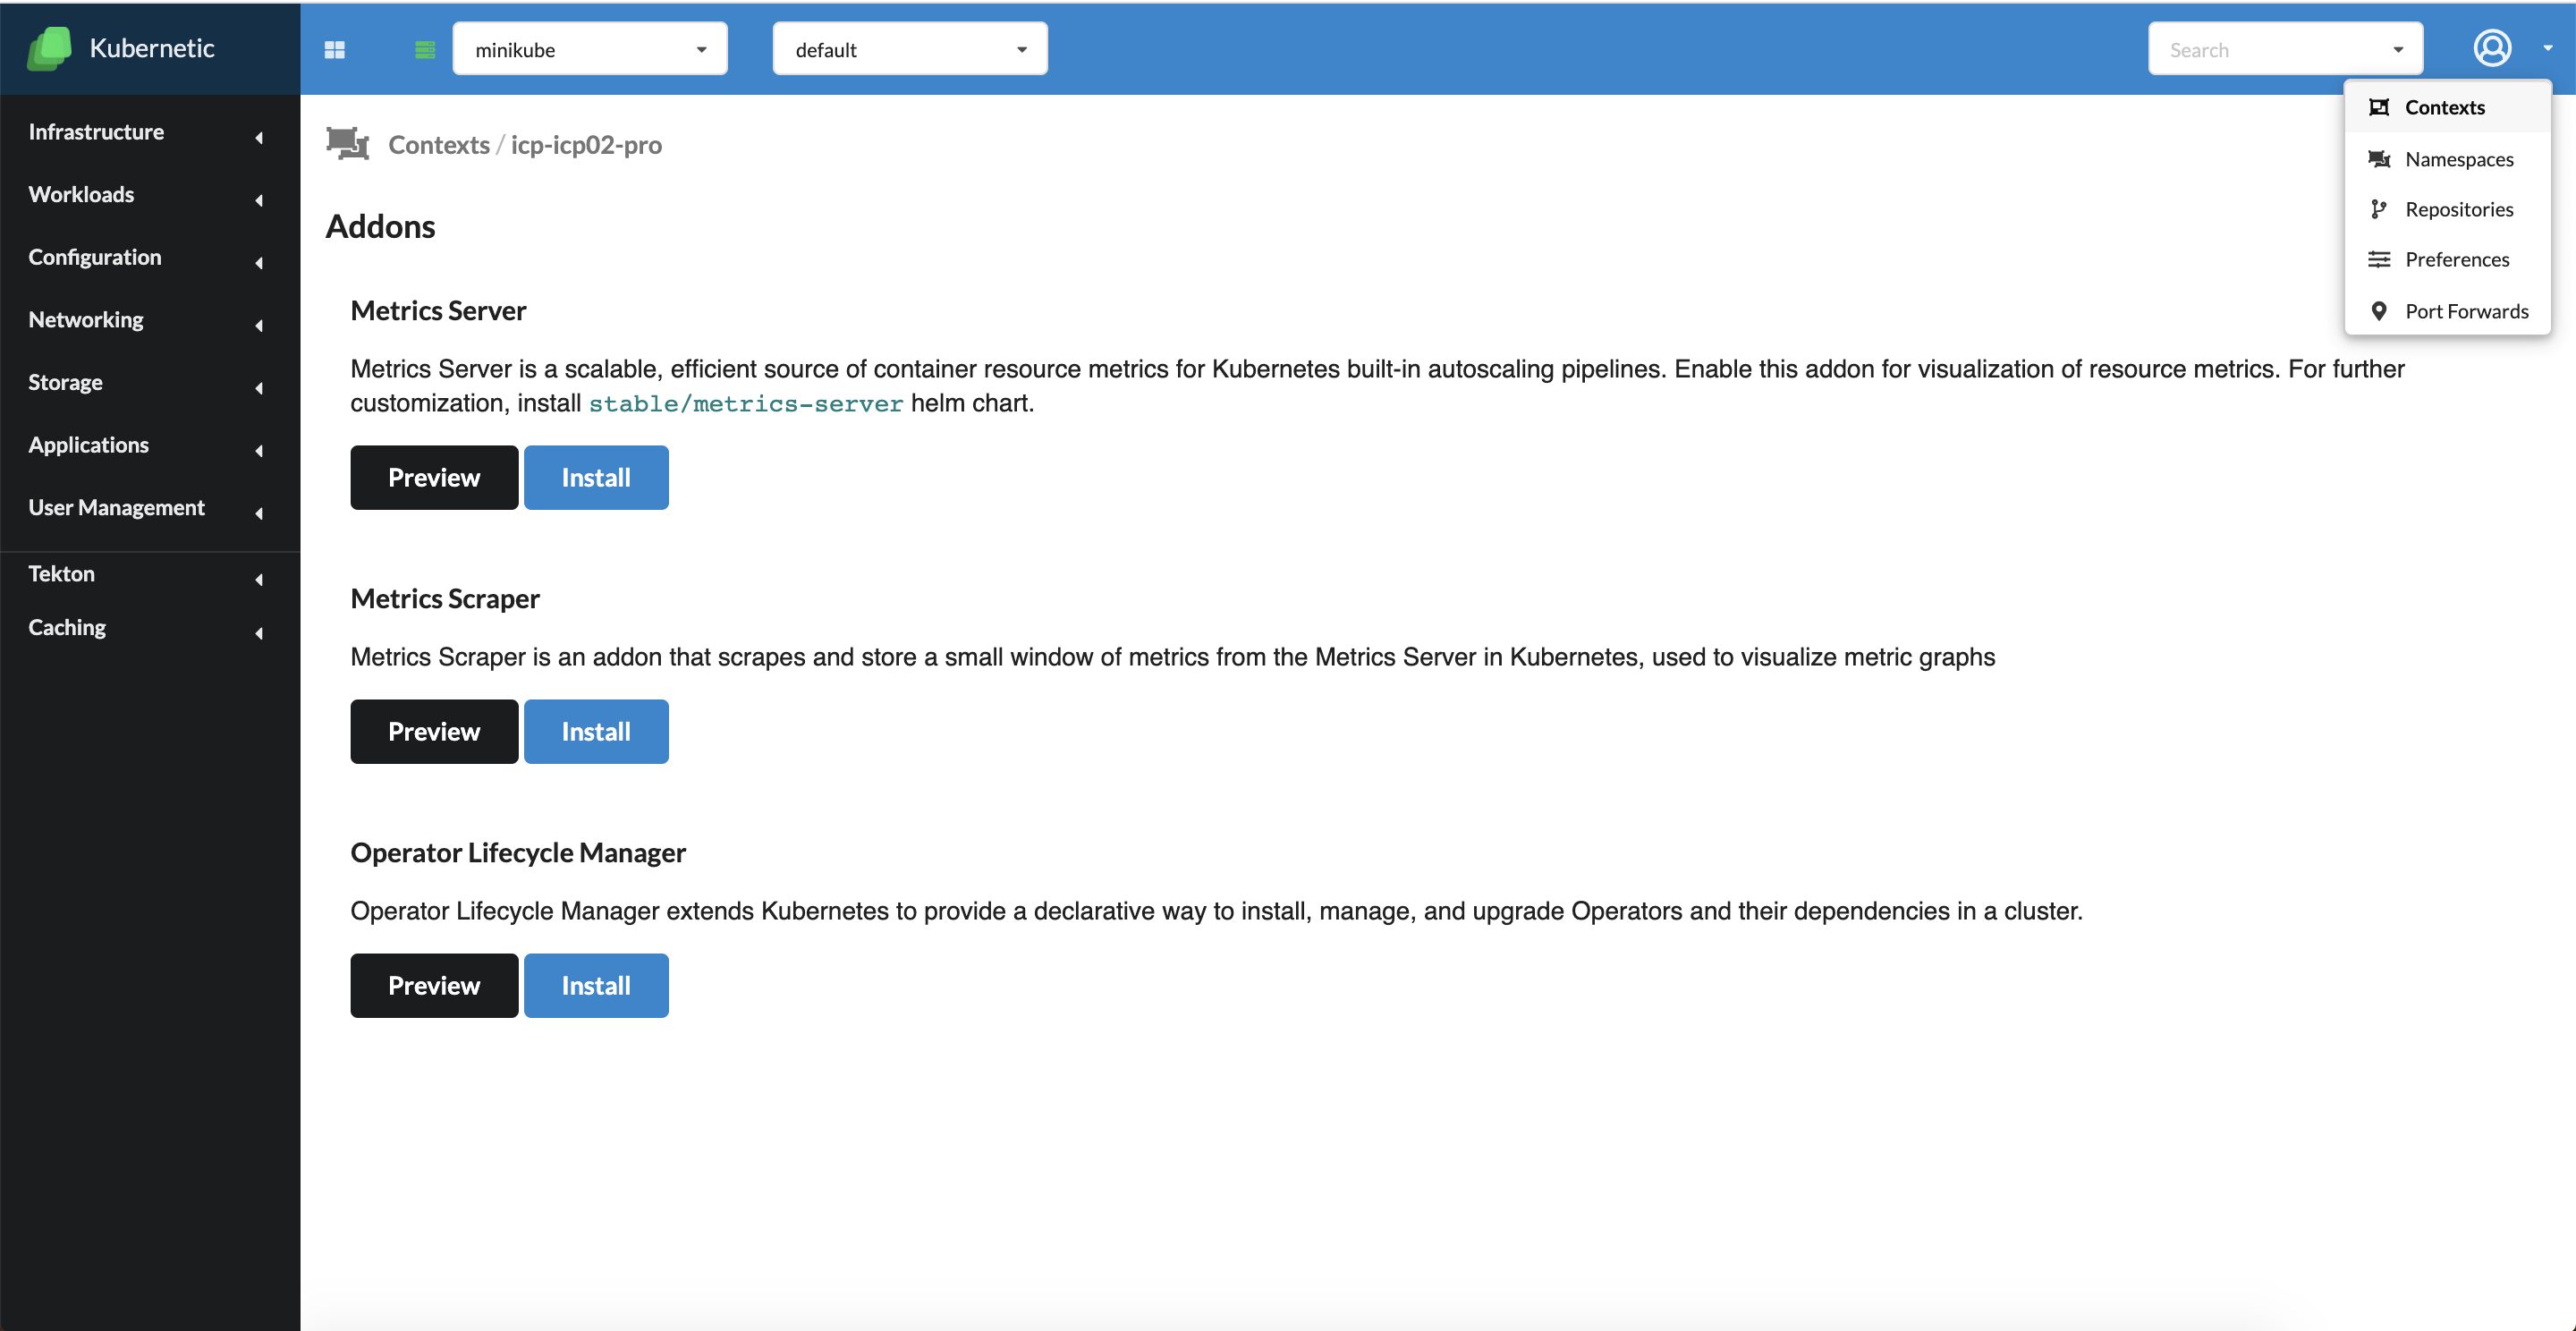 Kubernetic
minikube
default
Search
Infrastructure
Workloads
Configuration
Networking
Storage
Applications
User Management
Tekton
Caching
Contexts
Namespaces
Repositories
Preferences
Port Forwards
Contexts / icp-icp02-pro
Addons
Metrics Server
Metrics Server is a scalable, efficient source of container resource metrics for Kubernetes built-in autoscaling pipelines. Enable this addon for visualization of resource metrics. For further
customization, install stable/metrics-server helm chart.
Preview Install
Metrics Scraper
Metrics Scraper is an addon that scrapes and store a small window of metrics from the Metrics Server in Kubernetes, used to visualize metric graphs
Preview Install
Operator Lifecycle Manager
Operator Lifecycle Manager extends Kubernetes to provide a declarative way to install, manage, and upgrade Operators and their dependencies in a cluster.
Preview Install